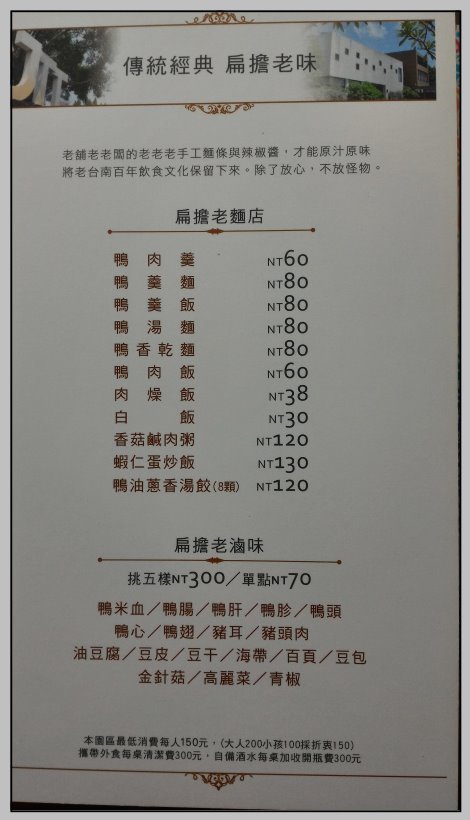 傳統經典 扁擔老味
老舖老老闆的老老老手工麵條與辣椒醬，才能原汁原味
將老台南百年飲食文化保留下來。除了放心，不放怪物。
扁擔老麵店
鴨肉羹 NT60
鴨羹麵 NT80
鴨羹飯 NT80
鴨湯麵 NT80
鴨香乾麵 NT80
鴨肉飯 NT60
肉燥飯 NT38
白飯 NT30
香菇鹹肉粥 NT120
蝦仁蛋炒飯 NT130
鴨油蔥香湯餃(8顆) NT120
扁擔老滷味
挑五樣NT300／單點NT70
鴨米血／鴨腸／鴨肝／鴨胗／鴨頭
鴨心／鴨翅／豬耳／豬頭肉
油豆腐／豆皮／豆干／海帶／百頁／豆包
金針菇／高麗菜／青椒
本園區最低消費每人150元，(大人200小孩100採折衷150)
攜帶外食每桌清潔費300元，自備酒水每桌加收開瓶費300元